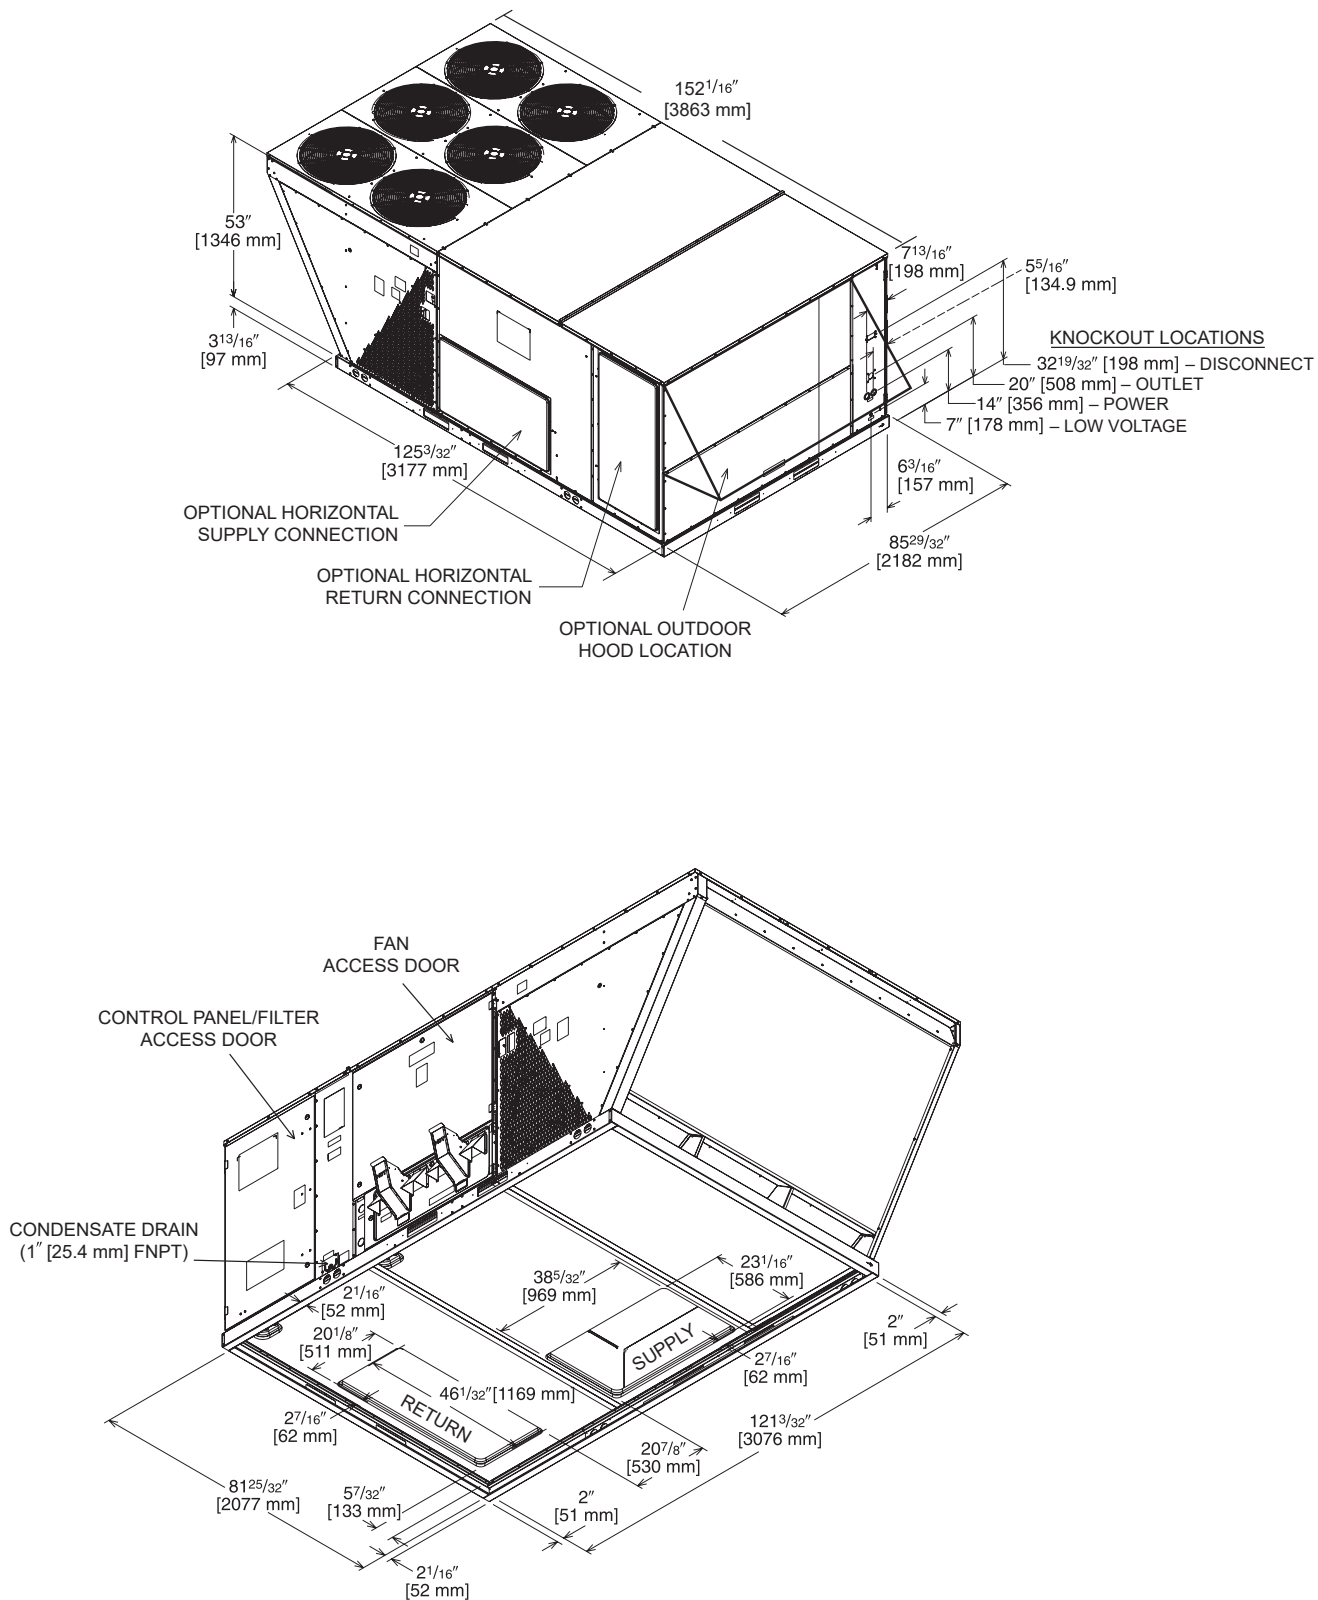 152 1/16″
[3863 mm]
53″
[1346 mm]
7 13/16″
[198 mm]
5 5/16″
[134.9 mm]
3 13/16″
[97 mm]
KNOCKOUT LOCATIONS
32 19/32″ [198 mm] – DISCONNECT
20″ [508 mm] – OUTLET
14″ [356 mm] – POWER
7″ [178 mm] – LOW VOLTAGE
125 3/32″
[3177 mm]
6 3/16″
[157 mm]
OPTIONAL HORIZONTAL
SUPPLY CONNECTION
85 29/32″
[2182 mm]
OPTIONAL HORIZONTAL
RETURN CONNECTION
OPTIONAL OUTDOOR
HOOD LOCATION
FAN
ACCESS DOOR
CONTROL PANEL/FILTER
ACCESS DOOR
CONDENSATE DRAIN
(1″ [25.4 mm] FNPT)
23 1/16″
[586 mm]
38 5/32″
[969 mm]
2 1/16″
[52 mm]
2″
[51 mm]
20 1/8″
[511 mm]
SUPPLY
2 7/16″
[62 mm]
46 1/32″[1169 mm]
RETURN
2 7/16″
[62 mm]
121 3/32″
[3076 mm]
20 7/8″
[530 mm]
81 25/32″
[2077 mm]
5 7/32″
[133 mm]
2″
[51 mm]
2 1/16″
[52 mm]